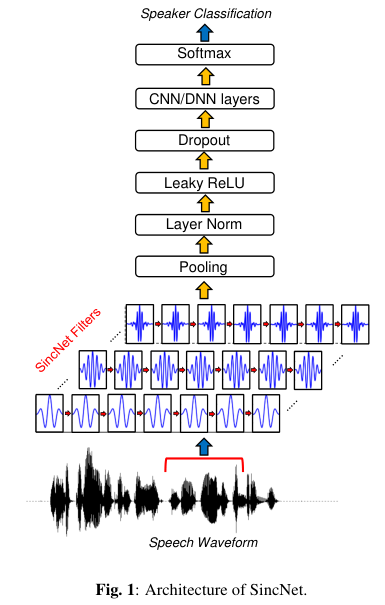 Speaker Classification
Softmax
CNN/DNN layers
Dropout
Leaky ReLU
Layer Norm
Pooling
SincNet Filters
Speech Waveform
Fig. 1: Architecture of SincNet.